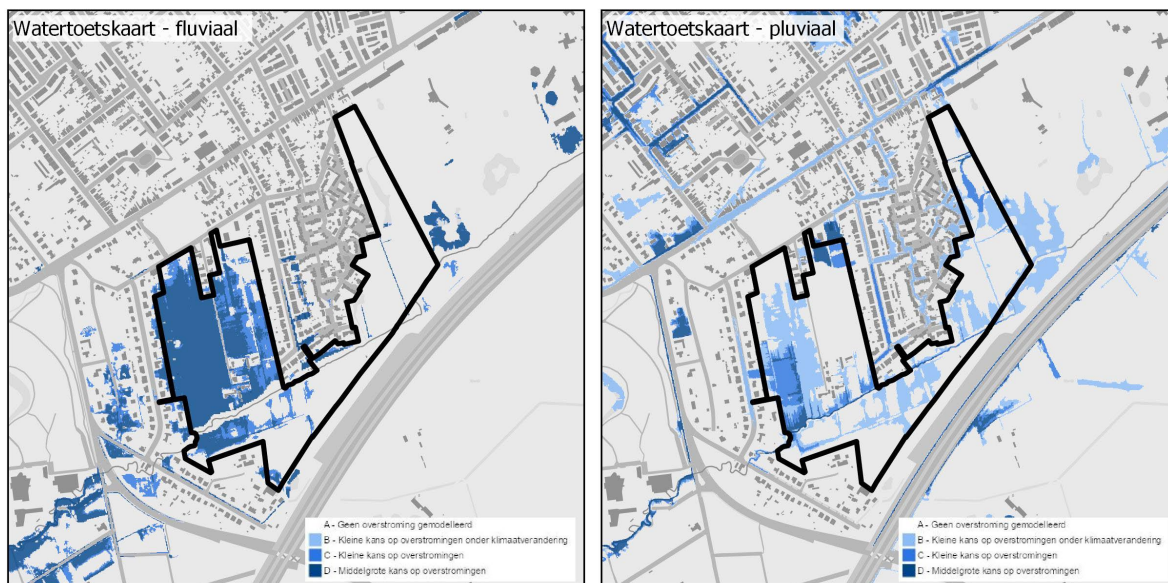 Watertoetskaart - fluviaal
A - Geen overstroming gemodelleerd
B - Kleine kans op overstromingen onder klimaatverandering
C - Kleine kans op overstromingen
D - Middelgrote kans op overstromingen
Watertoetskaart - pluviaal
A - Geen overstroming gemodelleerd
B - Kleine kans op overstromingen onder klimaatverandering
C - Kleine kans op overstromingen
D - Middelgrote kans op overstromingen